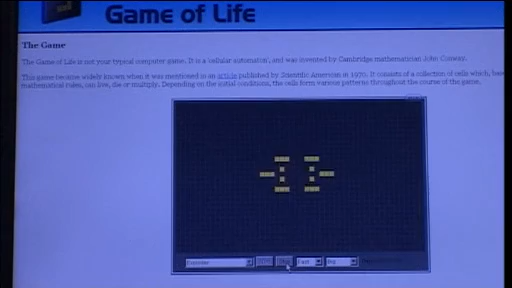 Game of Life
The Game
The Game of Life is not your typical computer game. It is a 'cellular automaton', and was invented by Cambridge mathematician John Conway.
This game became widely known when it was mentioned in an article published by Scientific American in 1970. It consists of a collection of cells which, base
mathematical rules, can live, die or multiply. Depending on the initial conditions, the cells form various patterns throughout the course of the game.
Fast
Big